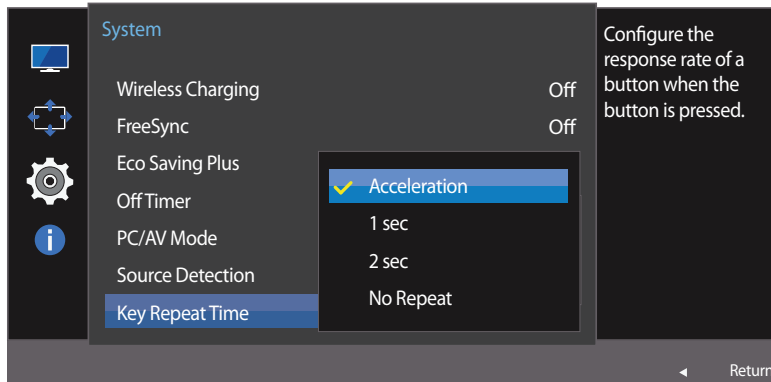 System
Wireless Charging Off
FreeSync Off
Eco Saving Plus
Off Timer
PC/AV Mode
Source Detection
Key Repeat Time
Acceleration
1 sec
2 sec
No Repeat
Configure the
response rate of a
button when the
button is pressed.
Return